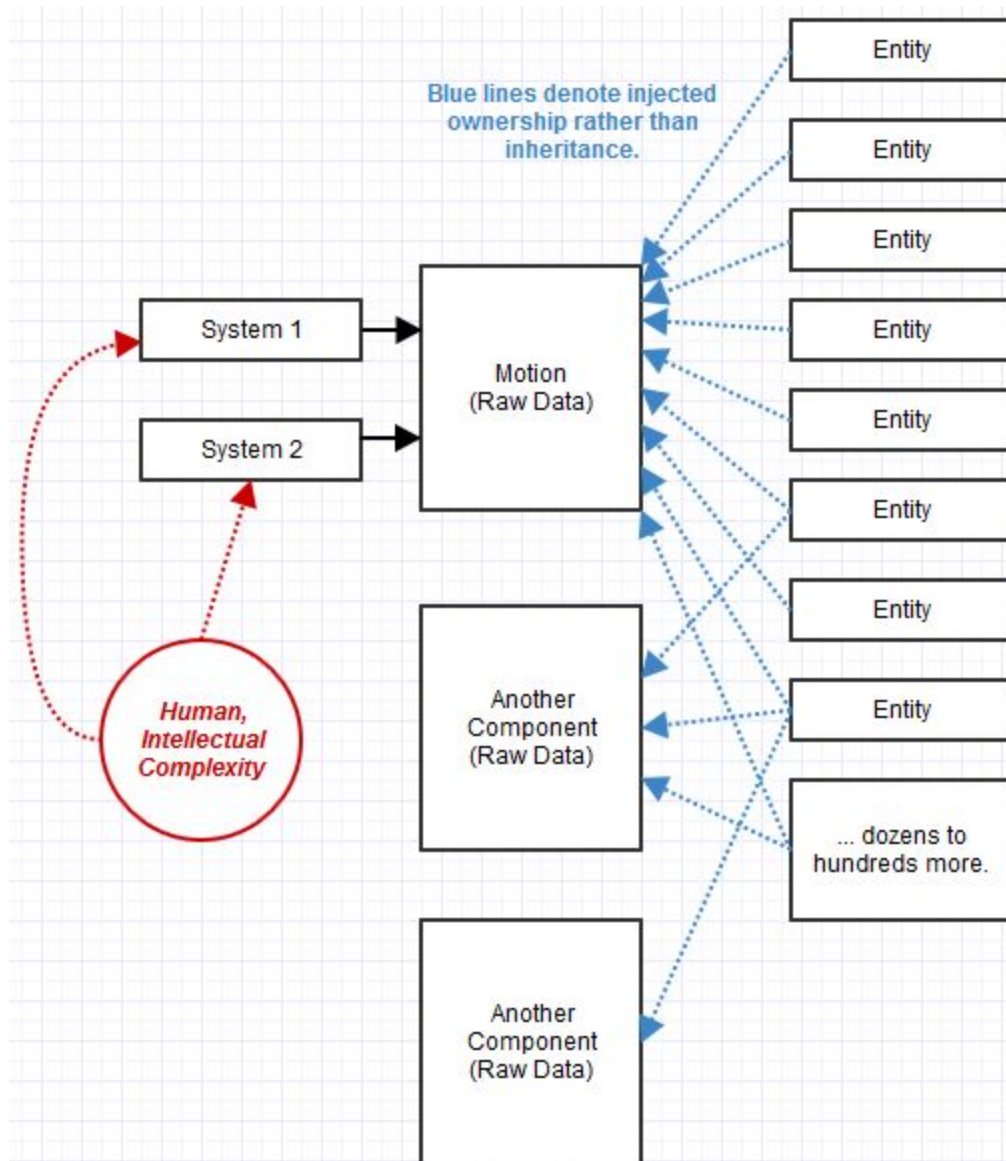 Entity
Blue lines denote injected
ownership rather than
inheritance.
Entity
Entity
System 1
Entity
Motion
(Raw Data)
Entity
System 2
Entity
Entity
Human,
Intellectual
Complexity
Another
Component
(Raw Data)
Entity
... dozens to
hundreds more.
Another
Component
(Raw Data)